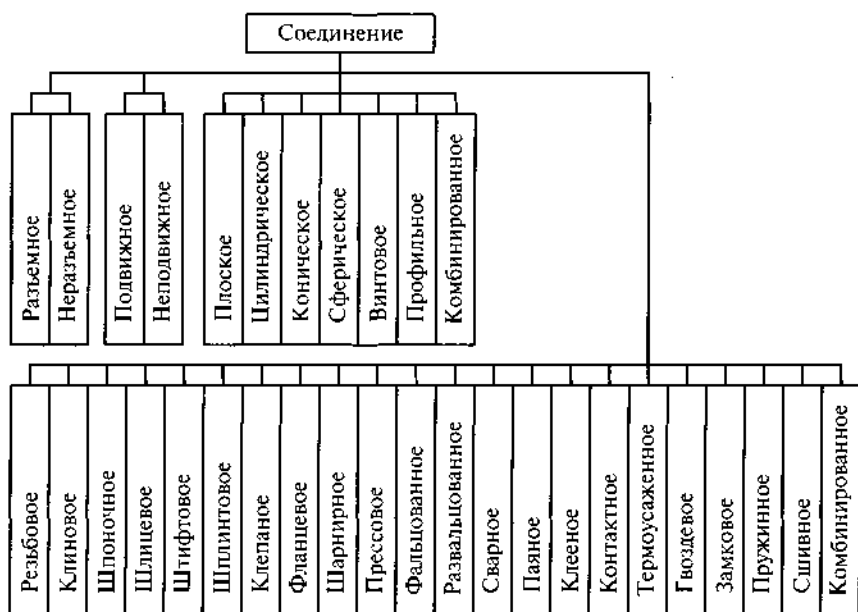 Соединение
Разъемное
Неразъемное
Подвижное
Неподвижное
Плоское
Цилиндрическое
Коническое
Сферическое
Винтовое
Профильное
Комбинированное
Резьбовое
Клиновое
Шпоночное
Шлицевое
Штифтовое
Шплинтовое
Клепаное
Фланцевое
Шарнирное
Прессовое
Фальцованное
Развальцованное
Сварное
Паяное
Клееное
Контактное
Термоусаженное
Гвоздевое
Замковое
Пружинное
Сшивное
Комбинированное